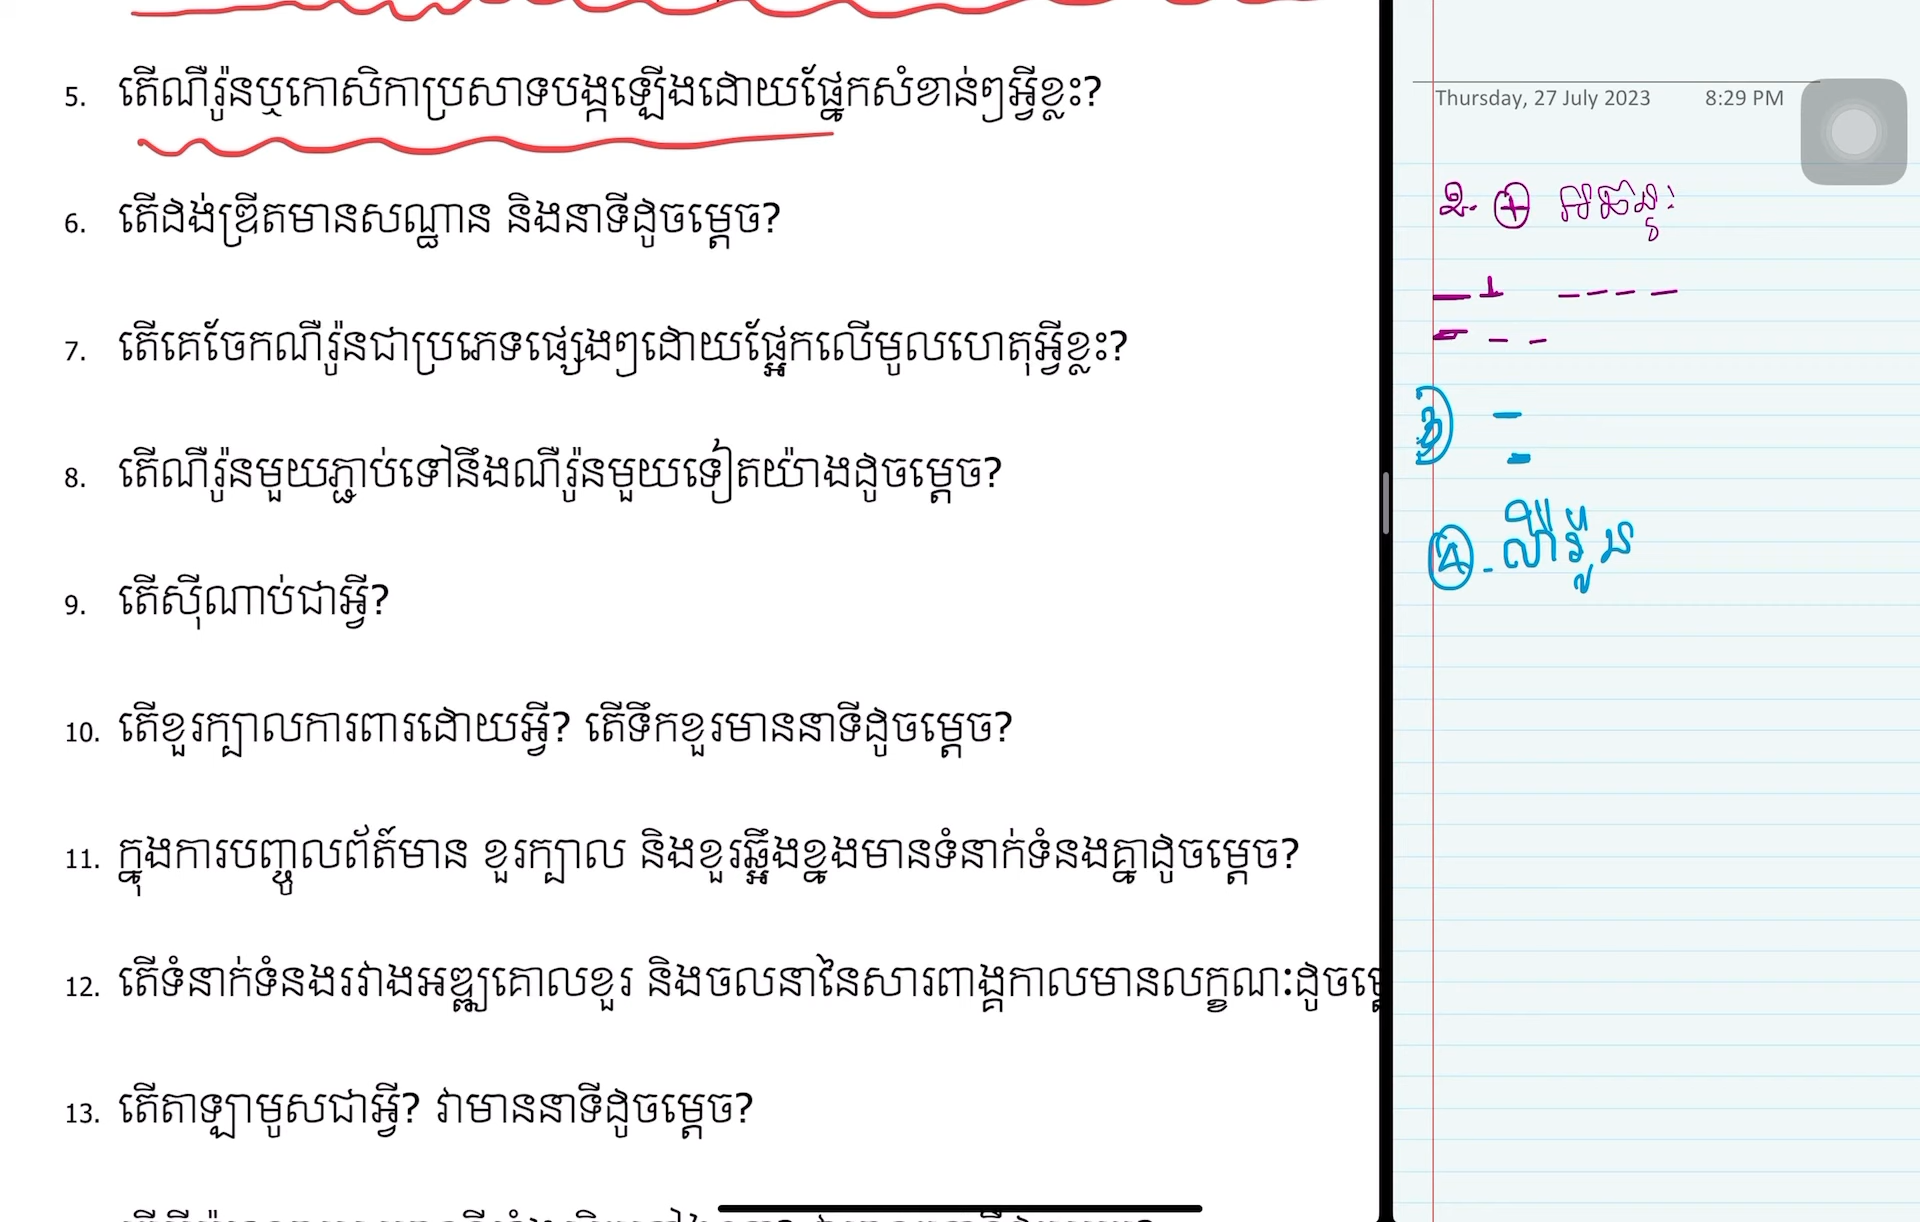 5. តើណឺរ៉ូនឬកោសិកាប្រសាទបង្កឡើងដោយផ្នែកសំខាន់ៗអ្វីខ្លះ?
6. តើដង់ឌ្រីតមានសណ្ឋាន និងនាទីដូចម្ដេច?
7. តើគេចែកណឺរ៉ូនជាប្រភេទផ្សេងៗដោយផ្អែកលើមូលហេតុអ្វីខ្លះ?
8. តើណឺរ៉ូនមួយភ្ជាប់ទៅនឹងណឺរ៉ូនមួយទៀតយ៉ាងដូចម្ដេច?
9. តើស៊ីណាប់ជាអ្វី?
10. តើខួរក្បាលការពារដោយអ្វី? តើទឹកខួរមាននាទីដូចម្ដេច?
11. ក្នុងការបញ្ជូលព័ត៌មាន ខួរក្បាល និងខួរឆ្អឹងខ្នងមានទំនាក់ទំនងគ្នាដូចម្ដេច?
12. តើទំនាក់ទំនងរវាងអឌ្ឍគោលខួរ និងចលនានៃសារពាង្គកាលមានលក្ខណៈដូចម្ដេ
13. តើតាឡាមូសជាអ្វី? វាមាននាទីដូចម្ដេច?
Thursday, 27 July 2023 8:29 PM
2. +
៣
៤. ណឺរ៉ូន